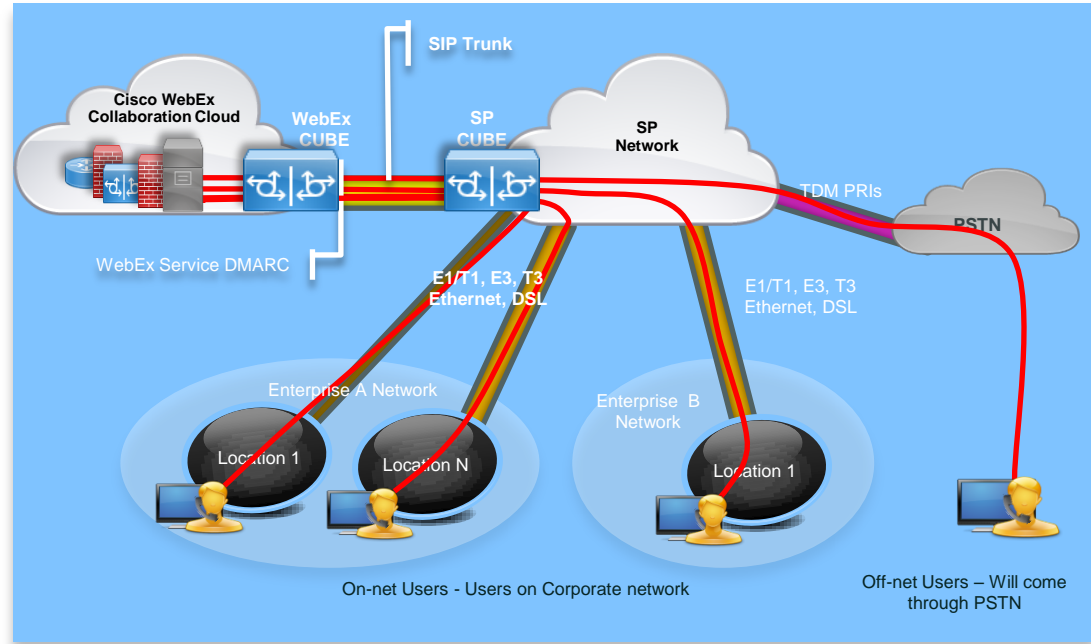 SIP Trunk
Cisco WebEx
Collaboration Cloud
WebEx
CUBE
SP
CUBE
SP
Network
TDM PRIs
PSTN
WebEx Service DMARC
E1/T1, E3, T3
Ethernet, DSL
E1/T1, E3, T3
Ethernet, DSL
Enterprise A Network
Enterprise B
Network
Location 1
Location N
Location 1
On-net Users - Users on Corporate network
Off-net Users – Will come
through PSTN